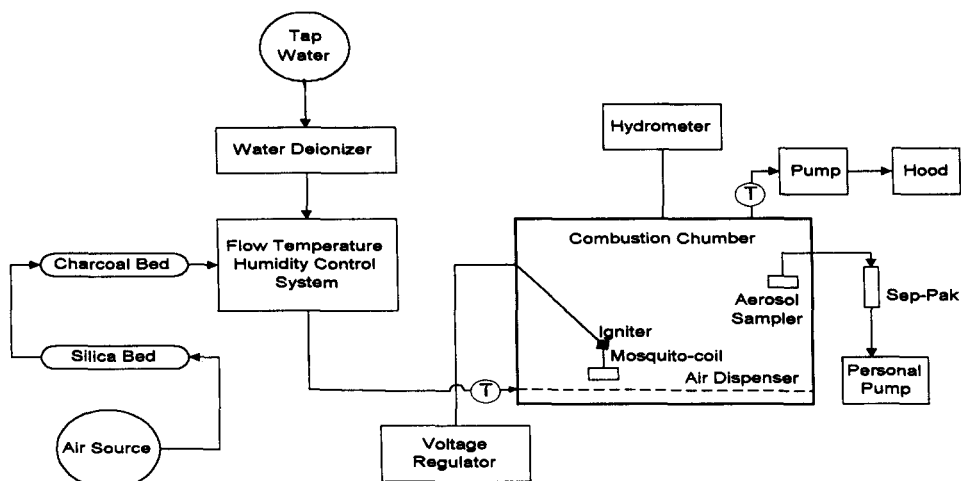 Tap
Water
Water Deionizer
Flow Temperature
Humidity Control
System
Charcoal Bed
Silica Bed
Air Source
Hydrometer
T
Pump
Hood
Combustion Chumber
Aerosol
Sampler
Sep-Pak
Igniter
Mosquito-coil
Air Dispenser
T
Personal
Pump
Voltage
Regulator